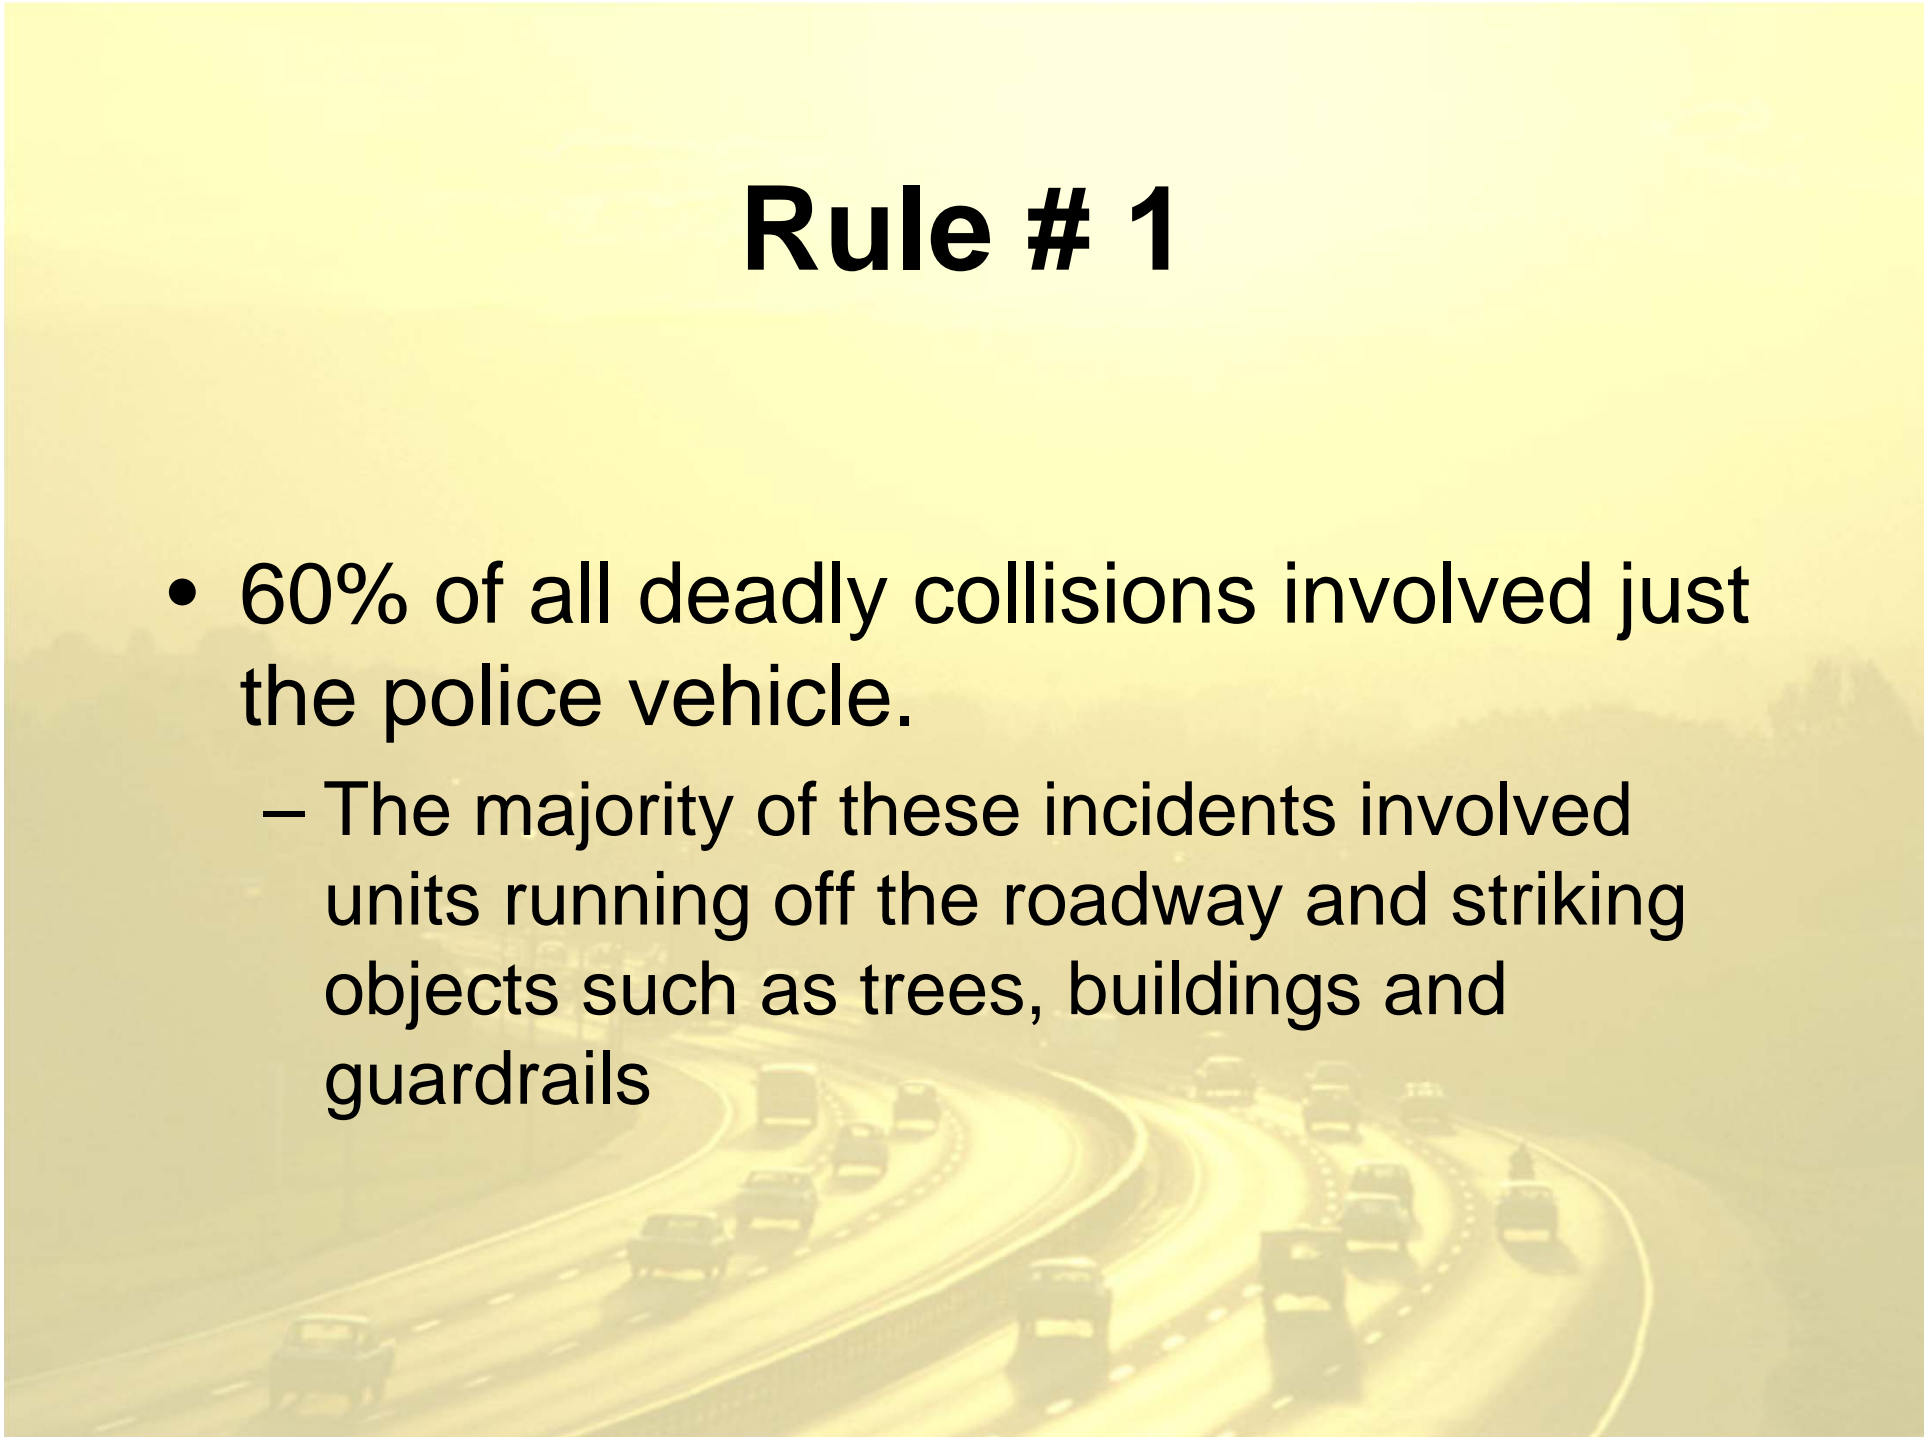 Rule # 1
• 60% of all deadly collisions involved just
the police vehicle.
– The majority of these incidents involved
units running off the roadway and striking
objects such as trees, buildings and
guardrails